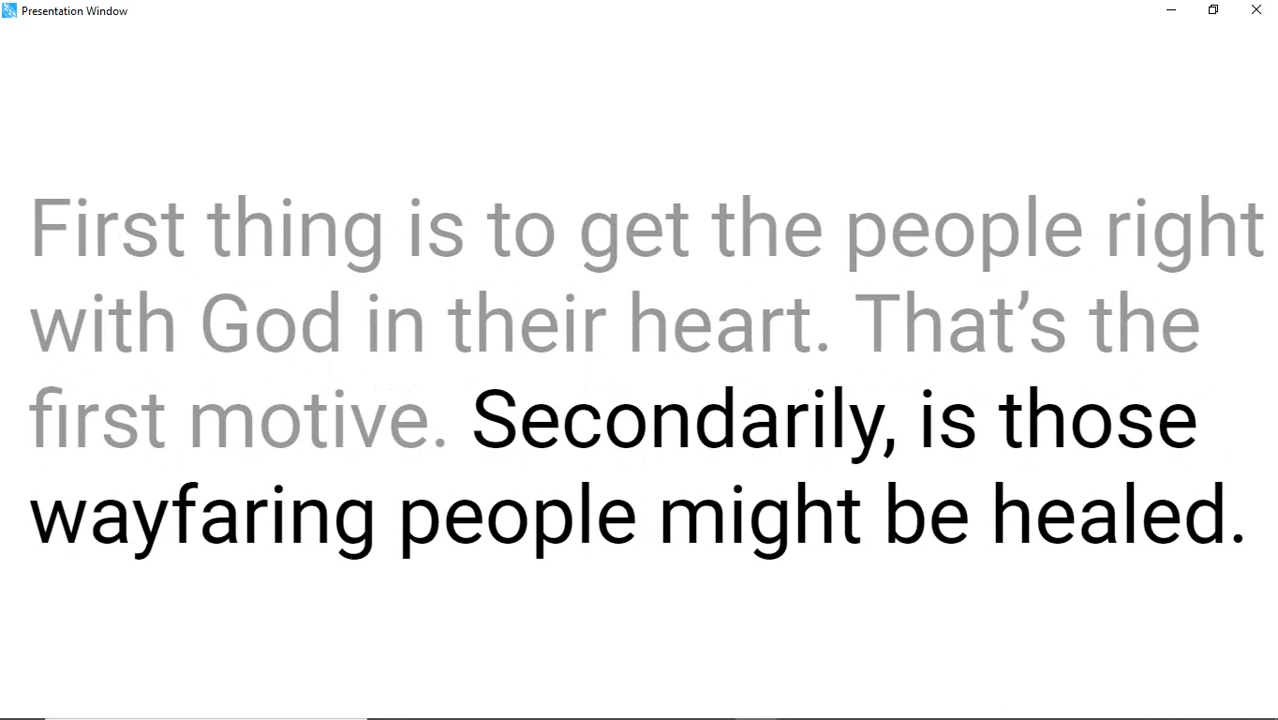 Presentation Window
First thing is to get the people right
with God in their heart. That’s the
first motive. Secondarily, is those
wayfaring people might be healed.